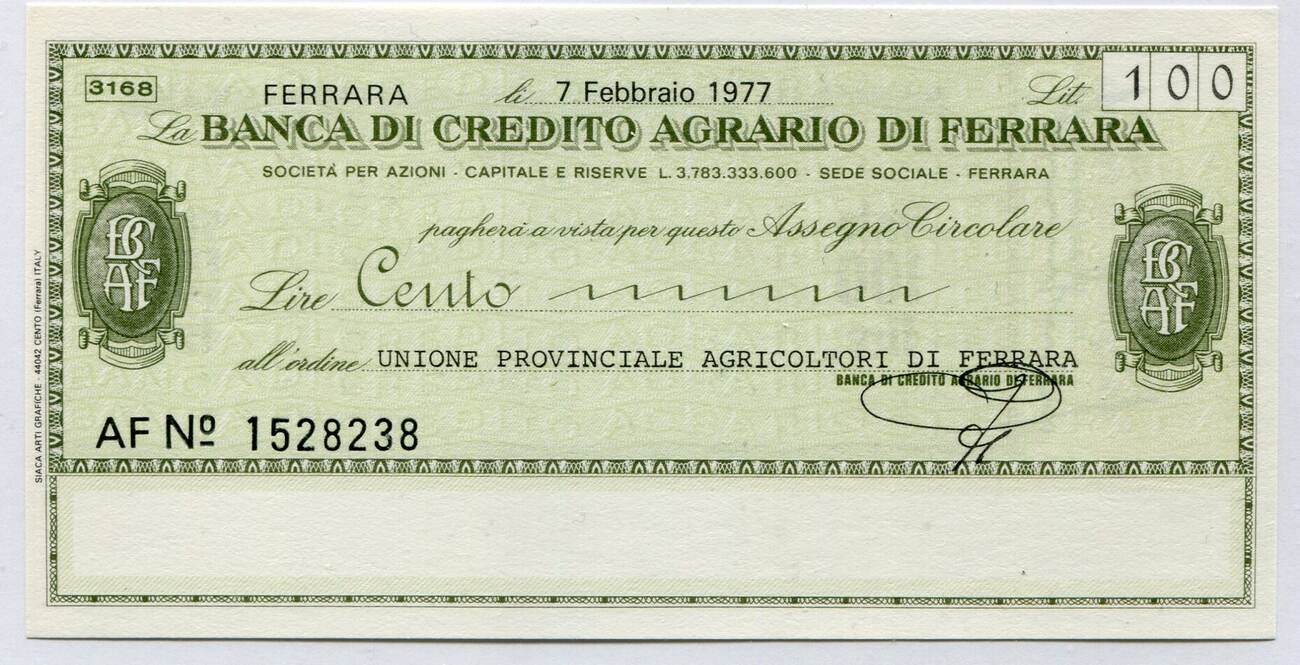 3168 FERRARA lì 7 Febbraio 1977 Lit. 100
La BANCA DI CREDITO AGRARIO DI FERRARA
SOCIETÀ PER AZIONI - CAPITALE E RISERVE L. 3.783.333.600 - SEDE SOCIALE - FERRARA
pagherà a vista per questo Assegno Circolare
BCAF
BCAF
Lire Cento
all'ordine UNIONE PROVINCIALE AGRICOLTORI DI FERRARA
BANCA DI CREDITO AGRARIO DI FERRARA
AF Nº 1528238
SIACA ARTI GRAFICHE - 44042 CENTO (Ferrara) ITALY